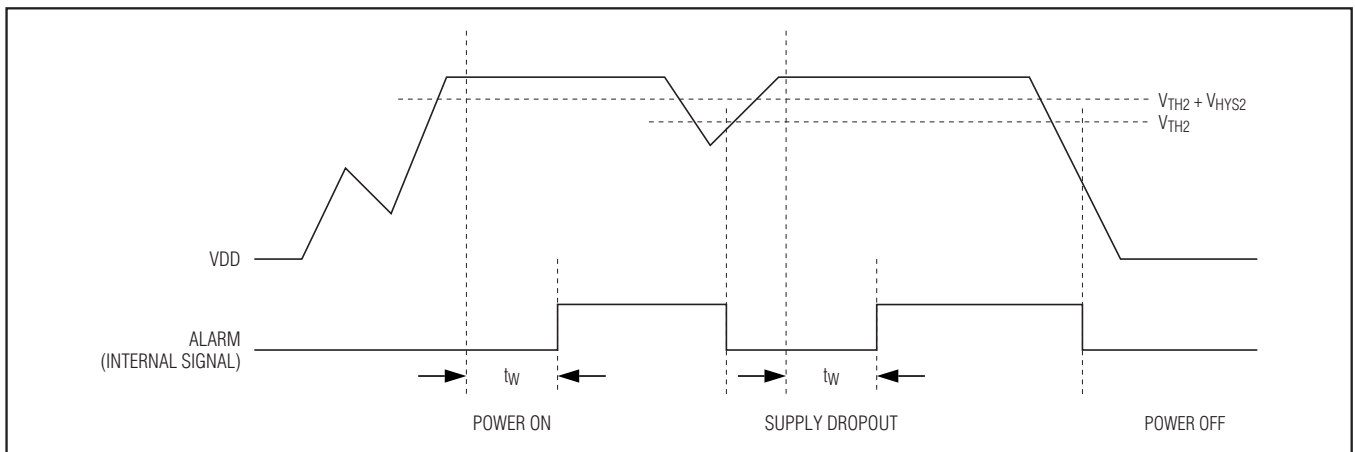 VTH2 + VHYS2
VTH2
VDD
ALARM
(INTERNAL SIGNAL)
tW
tW
POWER ON
SUPPLY DROPOUT
POWER OFF